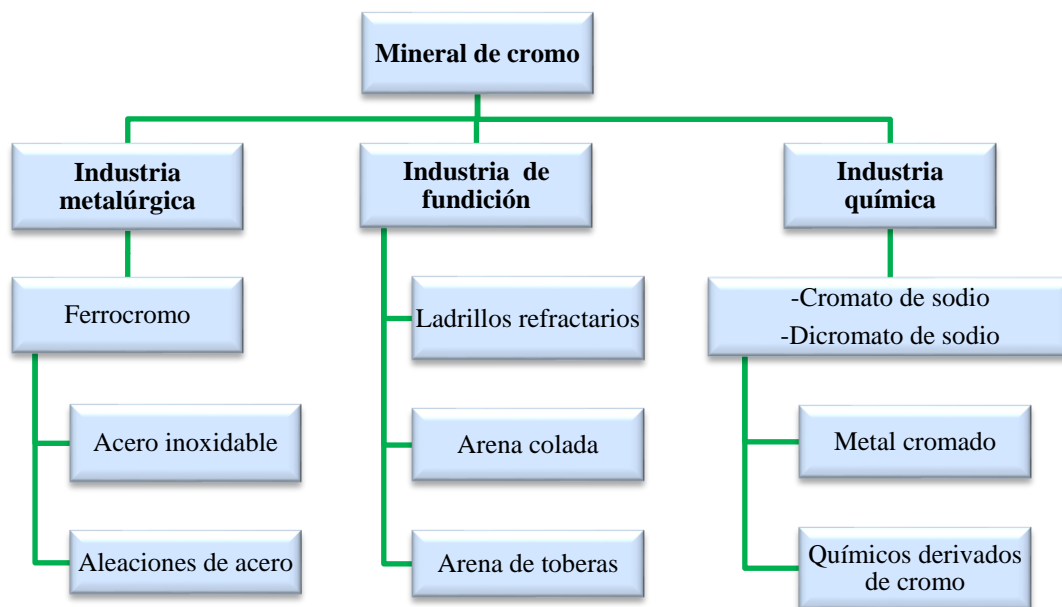 Mineral de cromo
Industria
metalúrgica
Industria de
fundición
Industria
química
Ferrocromo
Ladrillos refractarios
-Cromato de sodio
-Dicromato de sodio
Acero inoxidable
Arena colada
Metal cromado
Aleaciones de acero
Arena de toberas
Químicos derivados
de cromo